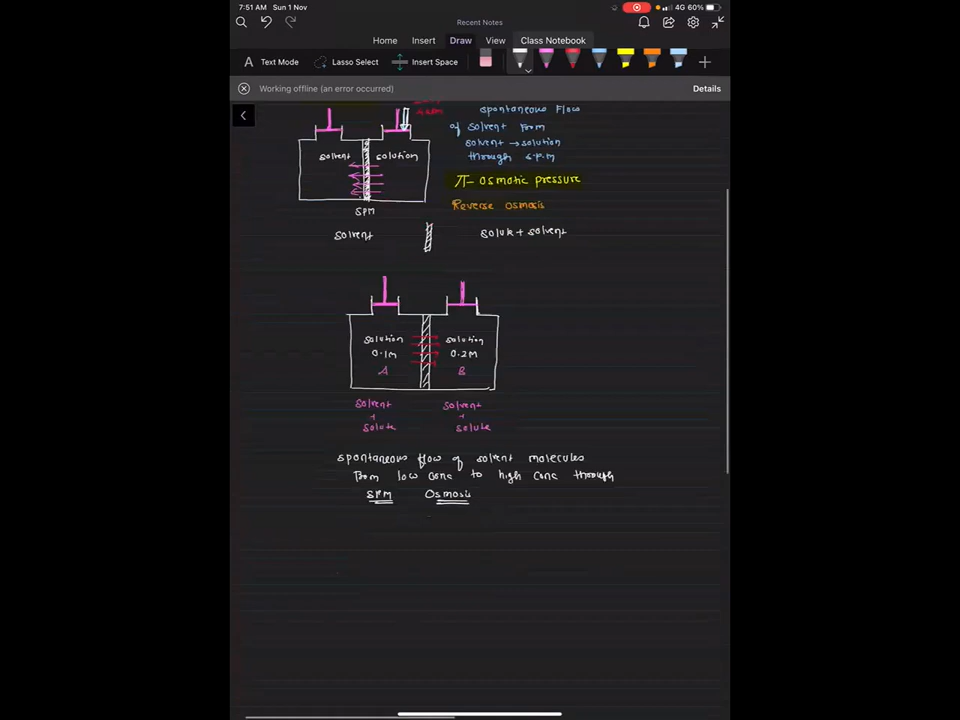 7:51 AM Sun 1 Nov
4G 60%
Recent Notes
Home Insert Draw View Class Notebook
Text Mode Lasso Select Insert Space
Working offline (an error occurred) Details
spontaneous flow
of solvent from
solvent → solution
through s.p.m
π - osmotic pressure
Reverse osmosis
solvent solution
SPM
solvent solute + solvent
solution solution
0.1M 0.2M
A B
solvent solvent
+ +
solute solute
spontaneous flow of solvent molecules
from low conc to high conc through
SPM Osmosis